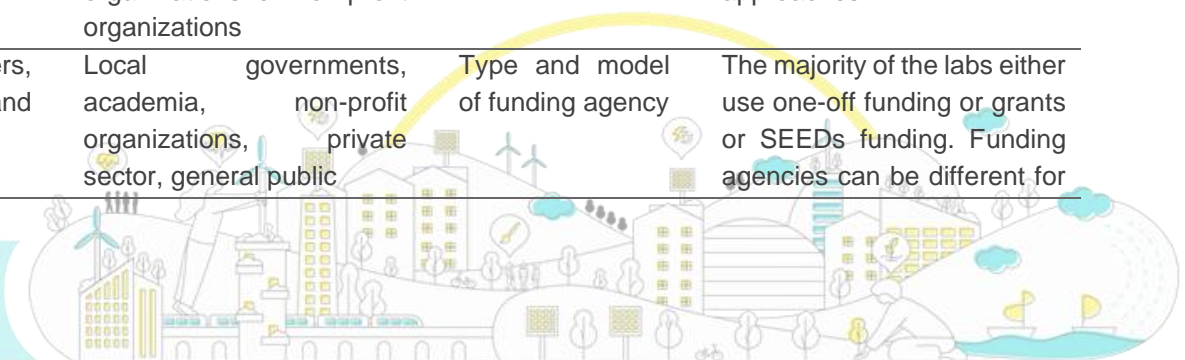 organizations
ers,
and
Local governments,
academia, non-profit
organizations, private
sector, general public
Type and model
of funding agency
The majority of the labs either
use one-off funding or grants
or SEEDs funding. Funding
agencies can be different for